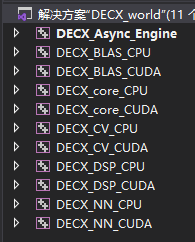 解决方案"DECX_world"(11 个
DECX_Async_Engine
DECX_BLAS_CPU
DECX_BLAS_CUDA
DECX_core_CPU
DECX_core_CUDA
DECX_CV_CPU
DECX_CV_CUDA
DECX_DSP_CPU
DECX_DSP_CUDA
DECX_NN_CPU
DECX_NN_CUDA